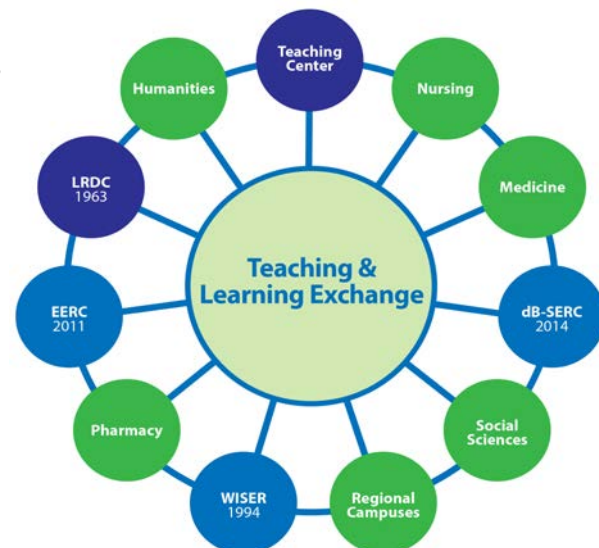 Teaching
Center
Nursing
Medicine
dB-SERC
2014
Social
Sciences
Regional
Campuses
WISER
1994
Pharmacy
EERC
2011
LRDC
1963
Humanities
Teaching &
Learning Exchange